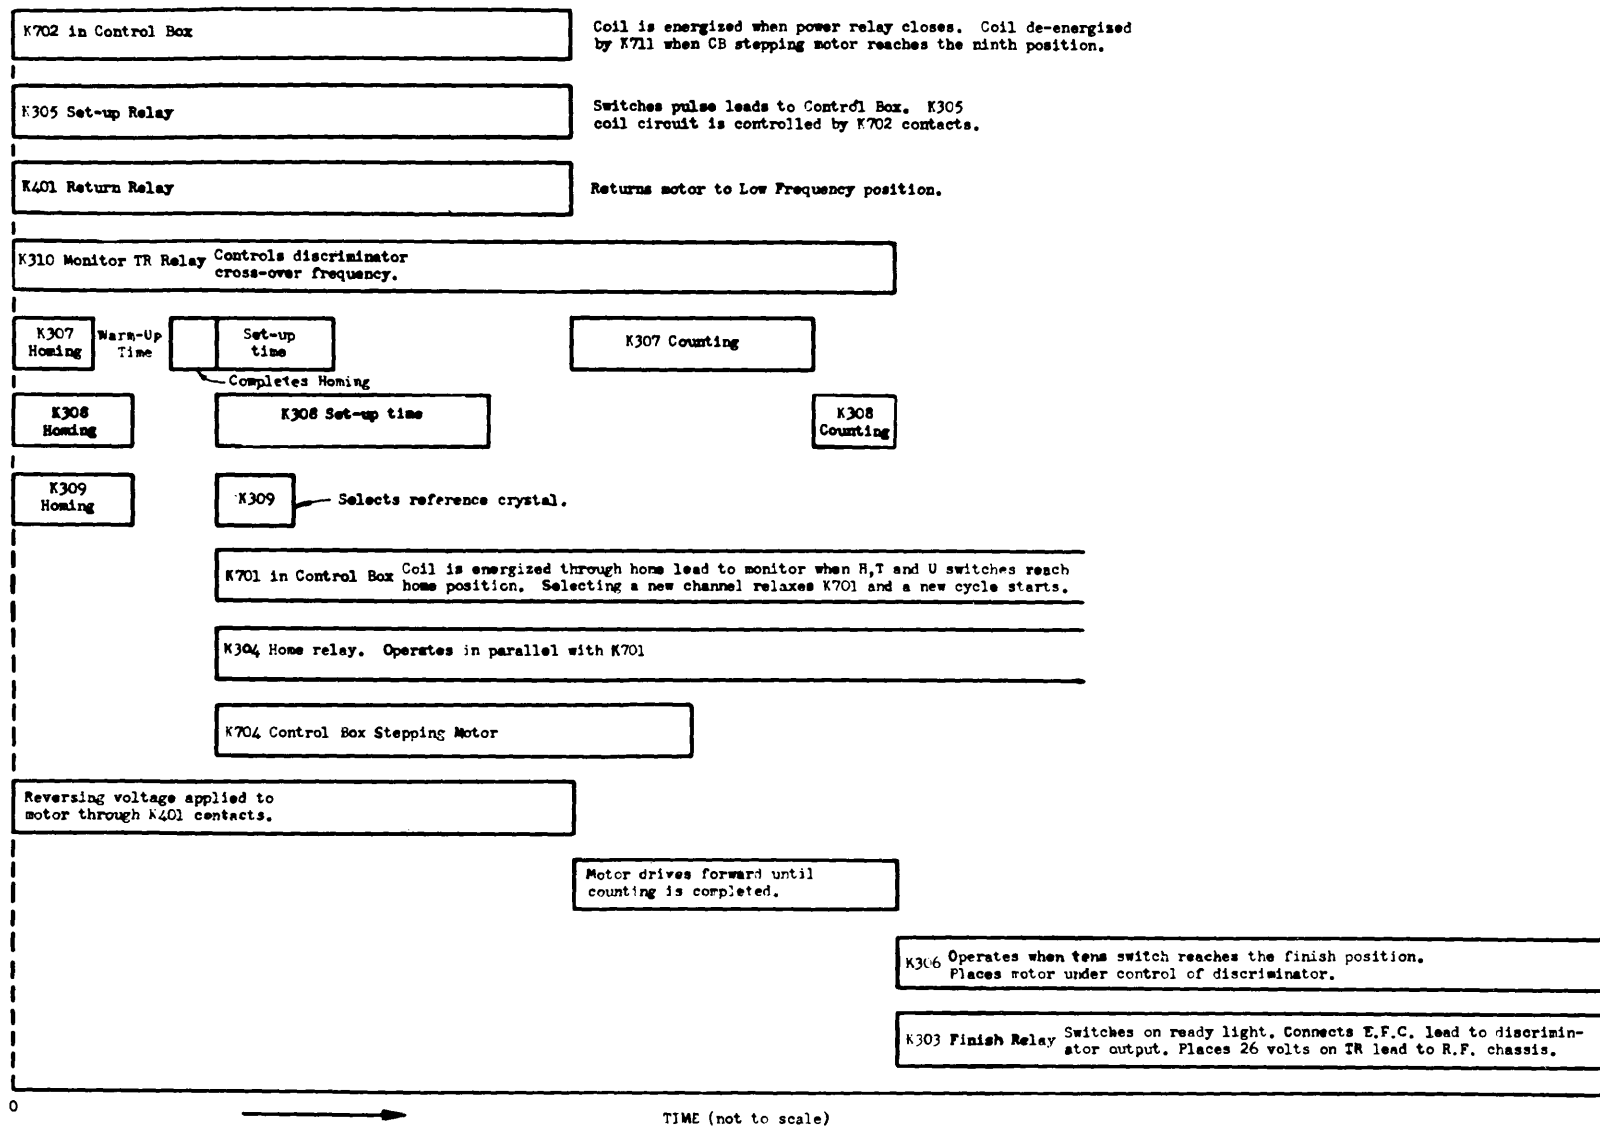 K702 in Control Box
Coil is energized when power relay closes. Coil de-energized
by K711 when CB stepping motor reaches the ninth position.
K305 Set-up Relay
Switches pulse leads to Control Box. K305
coil circuit is controlled by K702 contacts.
K401 Return Relay
Returns motor to Low Frequency position.
K310 Monitor TR Relay
Controls discriminator
cross-over frequency.
K307
Homing
Warm-Up
Time
Set-up
time
K307 Counting
Completes Homing
K308
Homing
K308 Set-up time
K308
Counting
K309
Homing
K309
Selects reference crystal.
K701 in Control Box
Coil is energized through home lead to monitor when H,T and U switches reach
home position. Selecting a new channel relaxes K701 and a new cycle starts.
K304 Home relay. Operates in parallel with K701
K704 Control Box Stepping Motor
Reversing voltage applied to
motor through K401 contacts.
Motor drives forward until
counting is completed.
K306
Operates when tens switch reaches the finish position.
Places motor under control of discriminator.
K303 Finish Relay
Switches on ready light. Connects E.F.C. lead to discrimin-
ator output. Places 26 volts on TR lead to R.F. chassis.
0
TIME (not to scale)